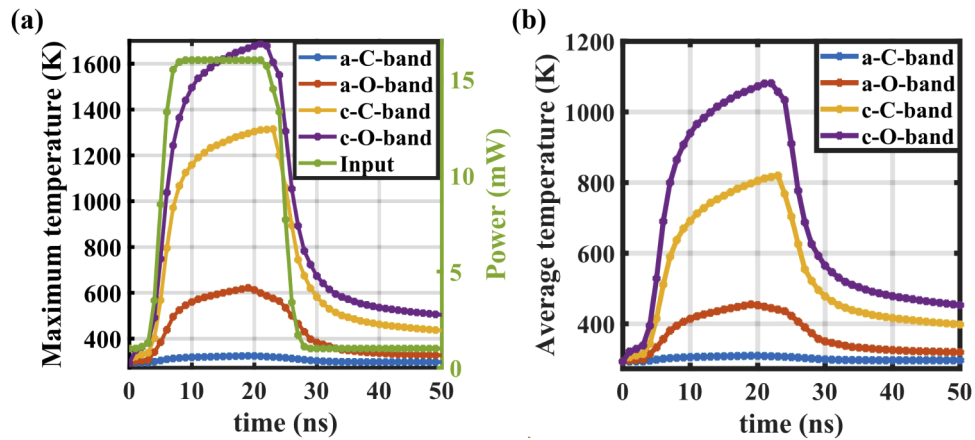 (a)
Maximum temperature (K)
1600
1400
1200
1000
800
600
400
0
10
20
30
40
50
time (ns)
15
10
5
0
Power (mW)
a-C-band
a-O-band
c-C-band
c-O-band
Input
(b)
Average temperature (K)
1200
1000
800
600
400
0
10
20
30
40
50
time (ns)
a-C-band
a-O-band
c-C-band
c-O-band